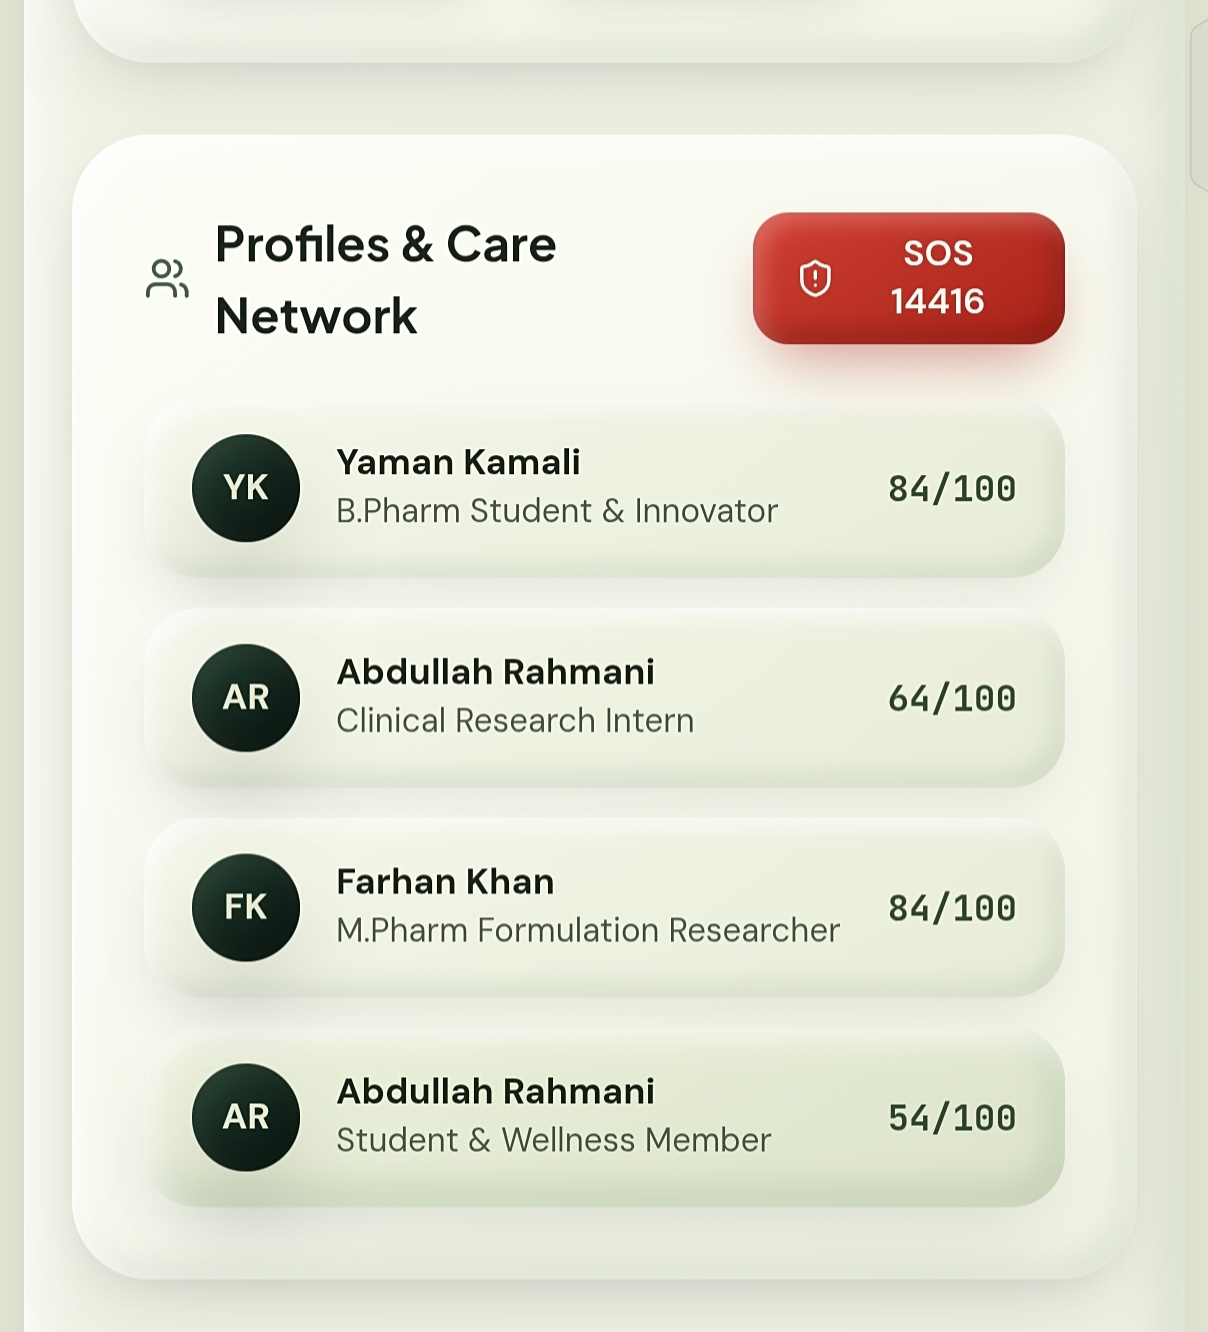 Profiles & Care
Network
SOS
14416
YK
Yaman Kamali
B.Pharm Student & Innovator
84/100
AR
Abdullah Rahmani
Clinical Research Intern
64/100
FK
Farhan Khan
M.Pharm Formulation Researcher
84/100
AR
Abdullah Rahmani
Student & Wellness Member
54/100